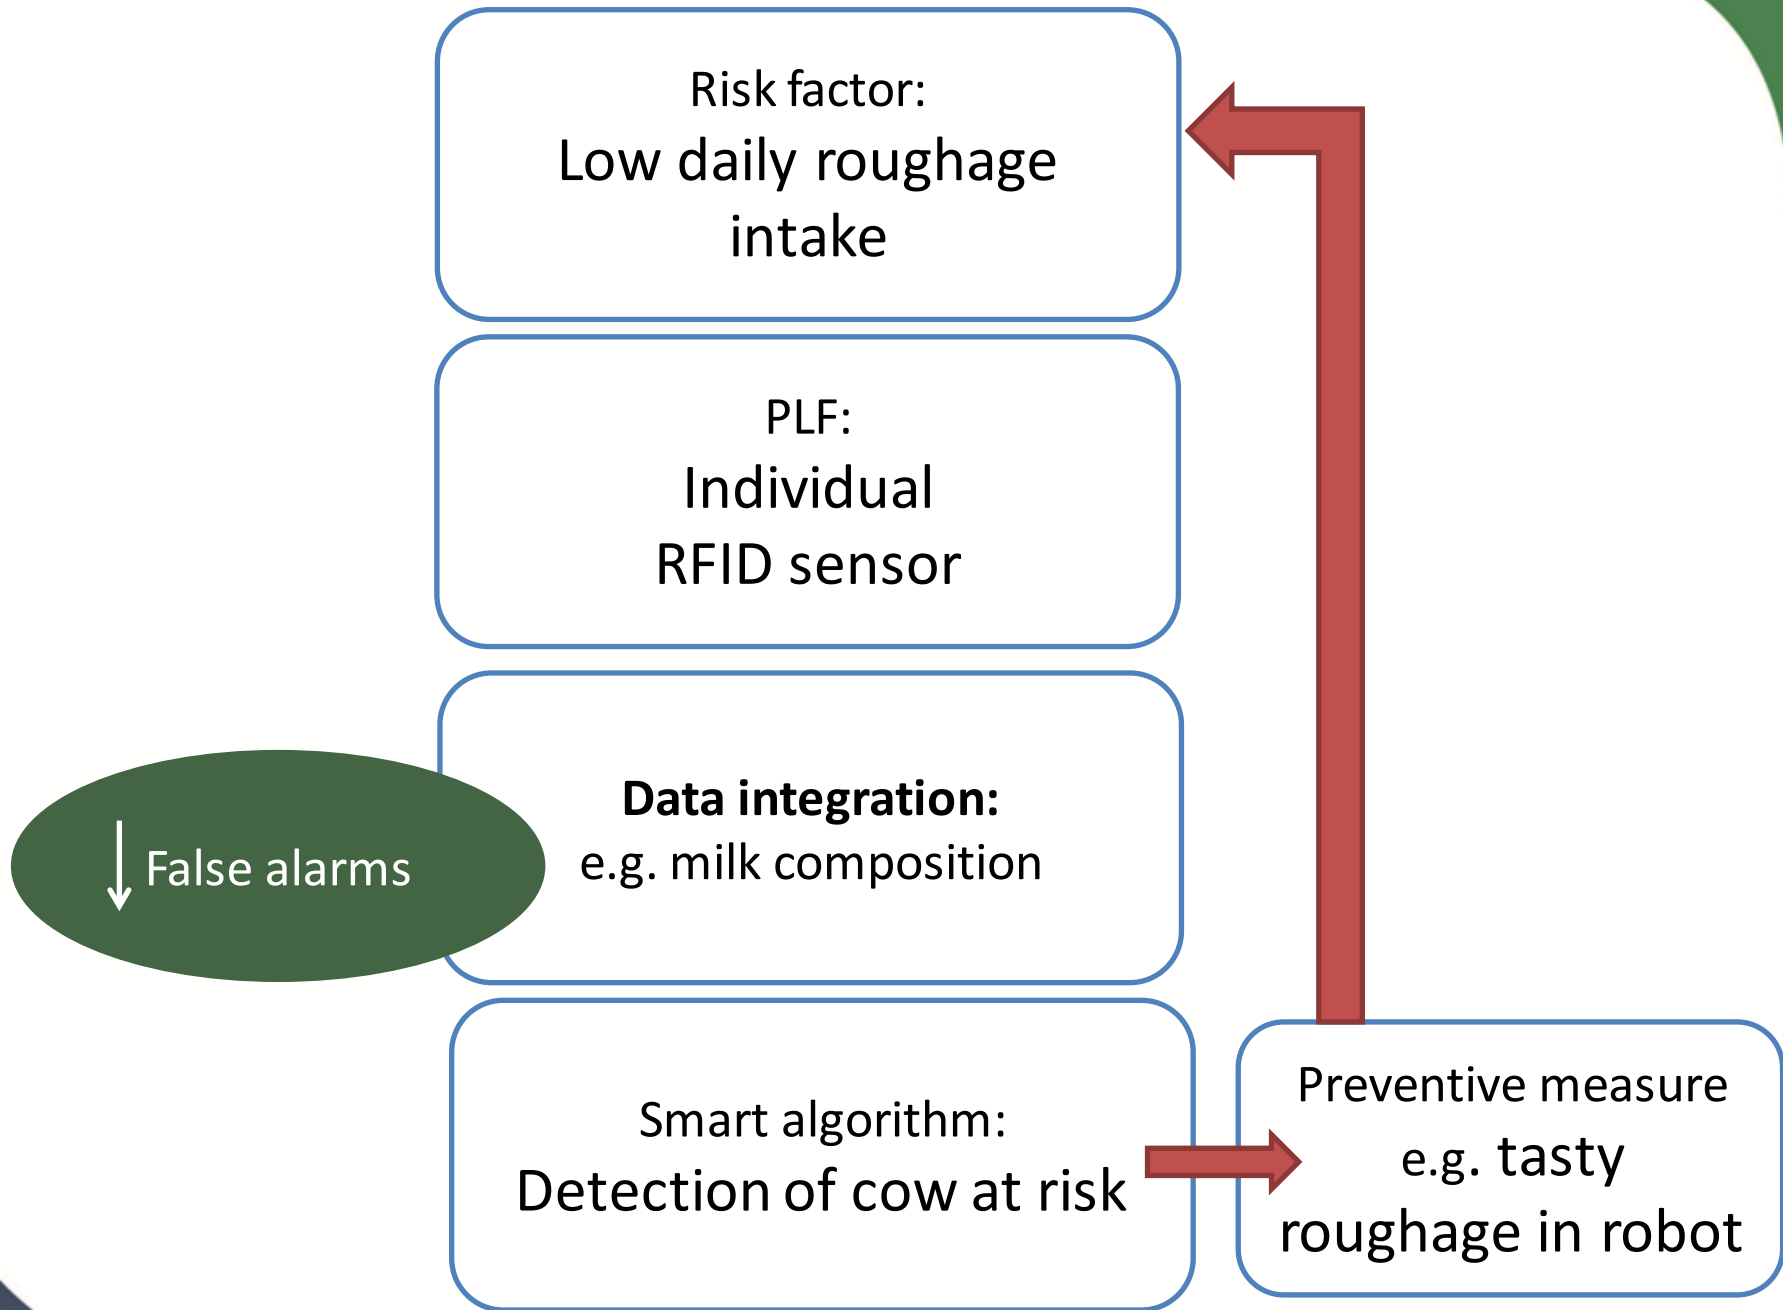 Risk factor:
Low daily roughage
intake
PLF:
Individual
RFID sensor
Data integration:
e.g. milk composition
False alarms
Smart algorithm:
Detection of cow at risk
Preventive measure
e.g. tasty
roughage in robot